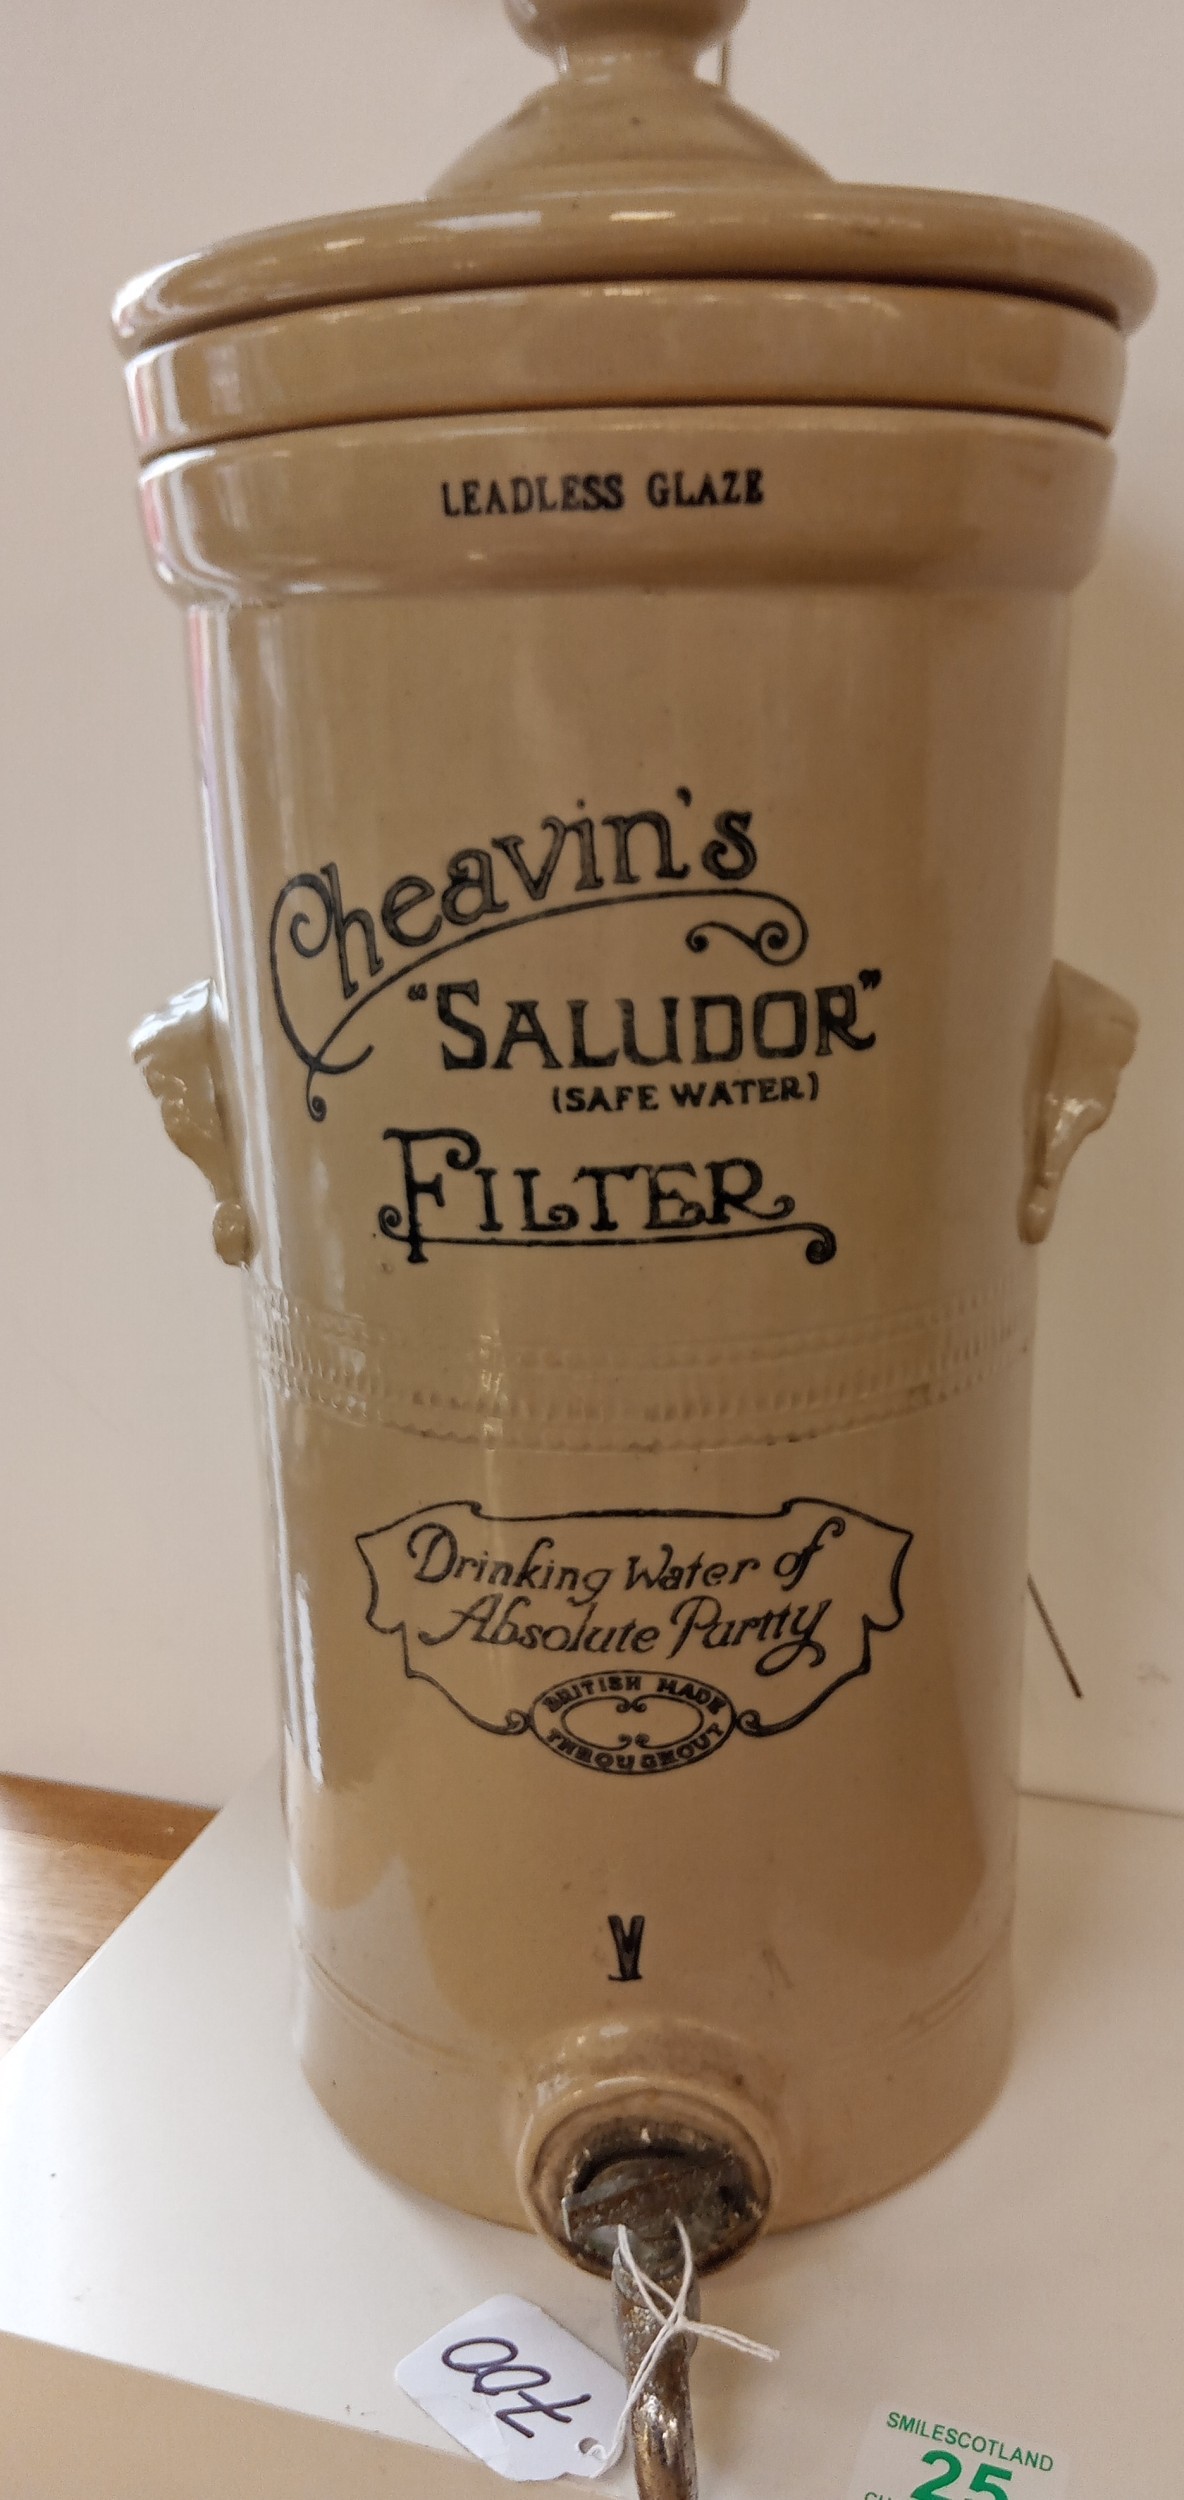 LEADLESS GLAZE
Cheavin's
"SALUDOR"
(SAFE WATER)
FILTER
Drinking Water of
Absolute Purity
BRITISH MADE
THROUGHOUT
V
700
SMILESCOTLAND
25